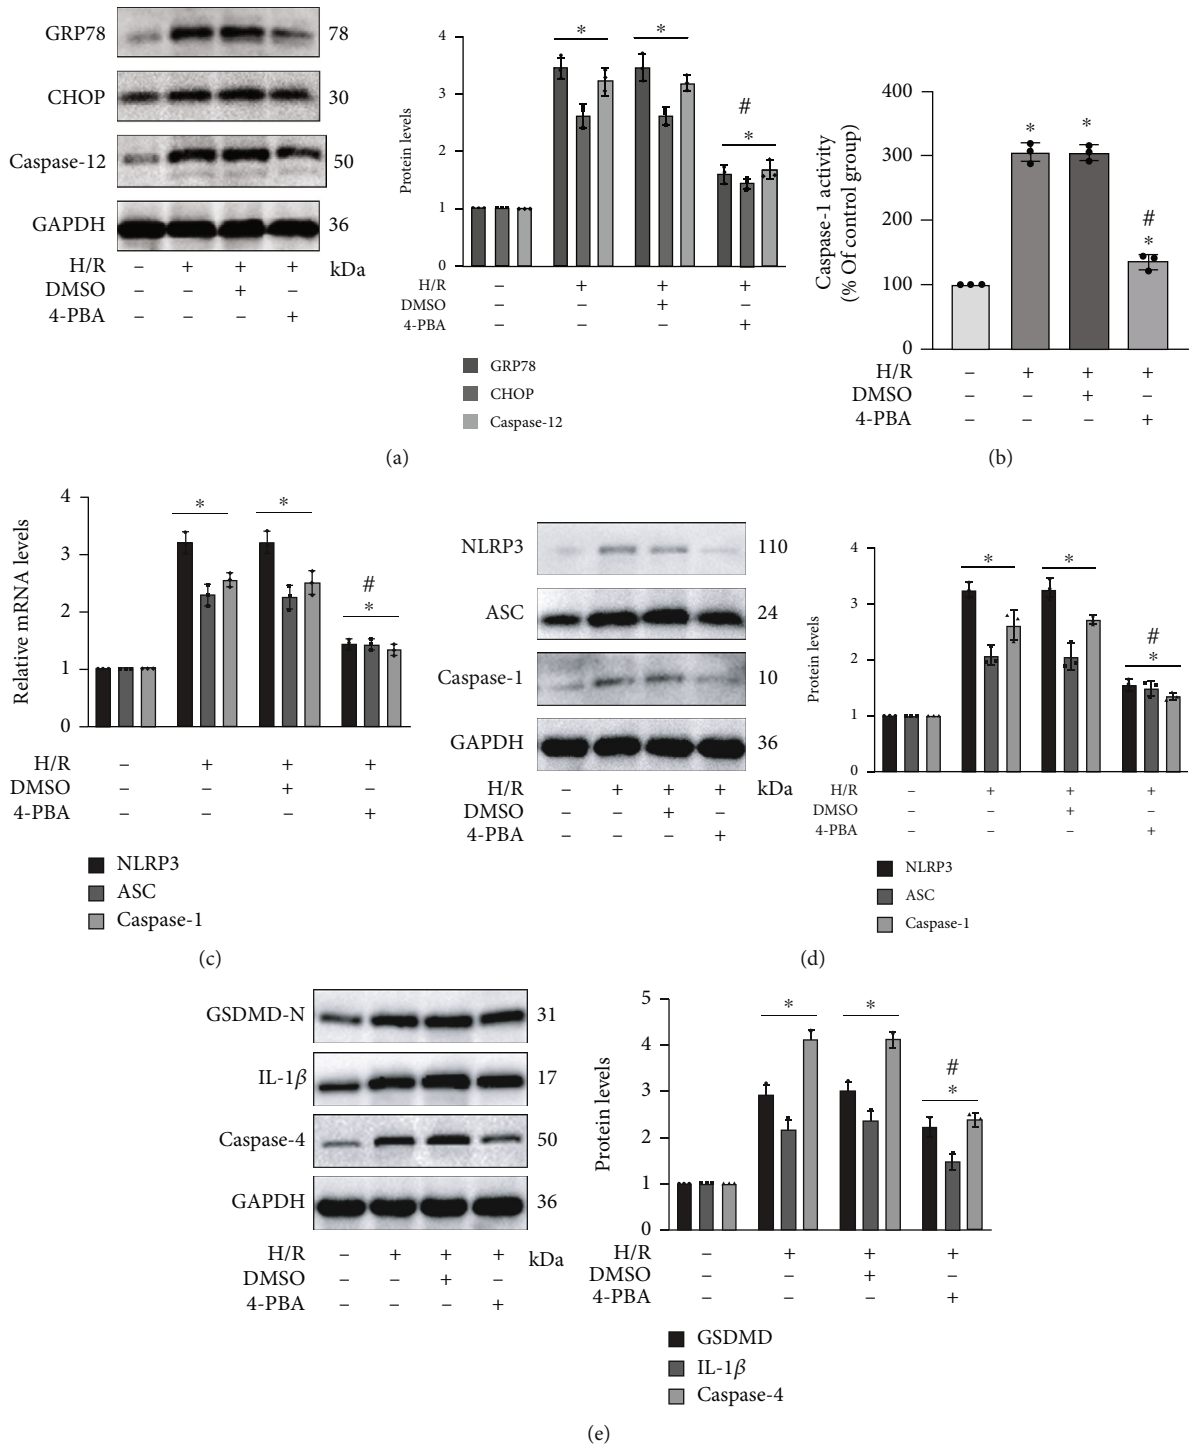 GRP78 78
CHOP 30
Caspase-12 50
GAPDH 36
H/R – + + + kDa
DMSO – – + –
4-PBA – – – +
Protein levels
4
3
2
1
0
* * # *
H/R – + + +
DMSO – – + –
4-PBA – – – +
GRP78
CHOP
Caspase-12
(a)
Caspase-1 activity
(% Of control group)
400
300
200
100
0
* * # *
H/R – + + +
DMSO – – + –
4-PBA – – – +
(b)
Relative mRNA levels
4
3
2
1
0
* * # *
H/R – + + +
DMSO – – + –
4-PBA – – – +
NLRP3
ASC
Caspase-1
(c)
NLRP3 110
ASC 24
Caspase-1 10
GAPDH 36
H/R – + + + kDa
DMSO – – + –
4-PBA – – – +
Protein levels
4
3
2
1
0
* * # *
H/R – + + +
DMSO – – + –
4-PBA – – – +
NLRP3
ASC
Caspase-1
(d)
GSDMD-N 31
IL-1β 17
Caspase-4 50
GAPDH 36
H/R – + + + kDa
DMSO – – + –
4-PBA – – – +
Protein levels
5
4
3
2
1
0
* * # *
H/R – + + +
DMSO – – + –
4-PBA – – – +
GSDMD
IL-1β
Caspase-4
(e)